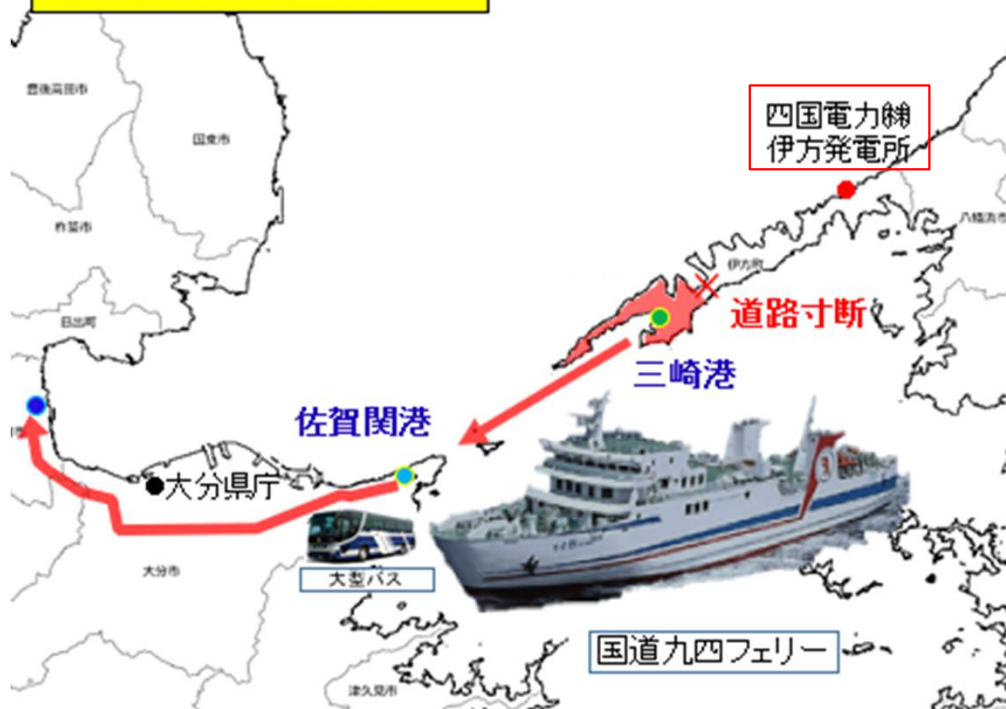 豊後高田市
国東市
四国電力㈱
伊方発電所
杵築市
八幡浜市
伊方町
日出町
道路寸断
三崎港
佐賀関港
大分県庁
大型バス
大分市
国道九四フェリー
津久見市